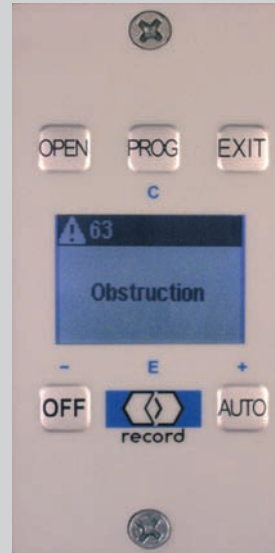 OPEN PROG EXIT
C
63
Obstruction
- E +
OFF AUTO
record